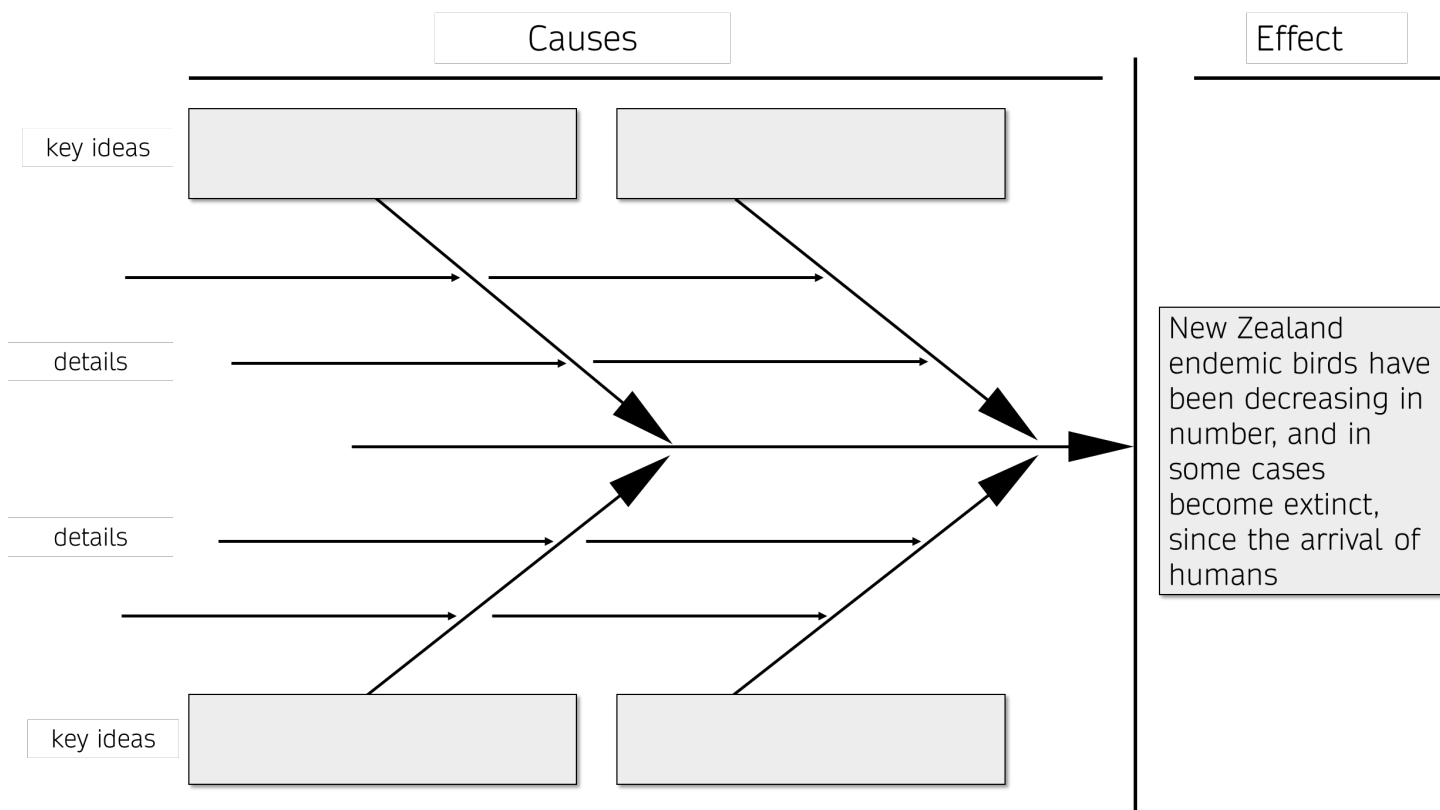 Causes
Effect
key ideas
details
New Zealand
endemic birds have
been decreasing in
number, and in
some cases
become extinct,
since the arrival of
humans
details
key ideas